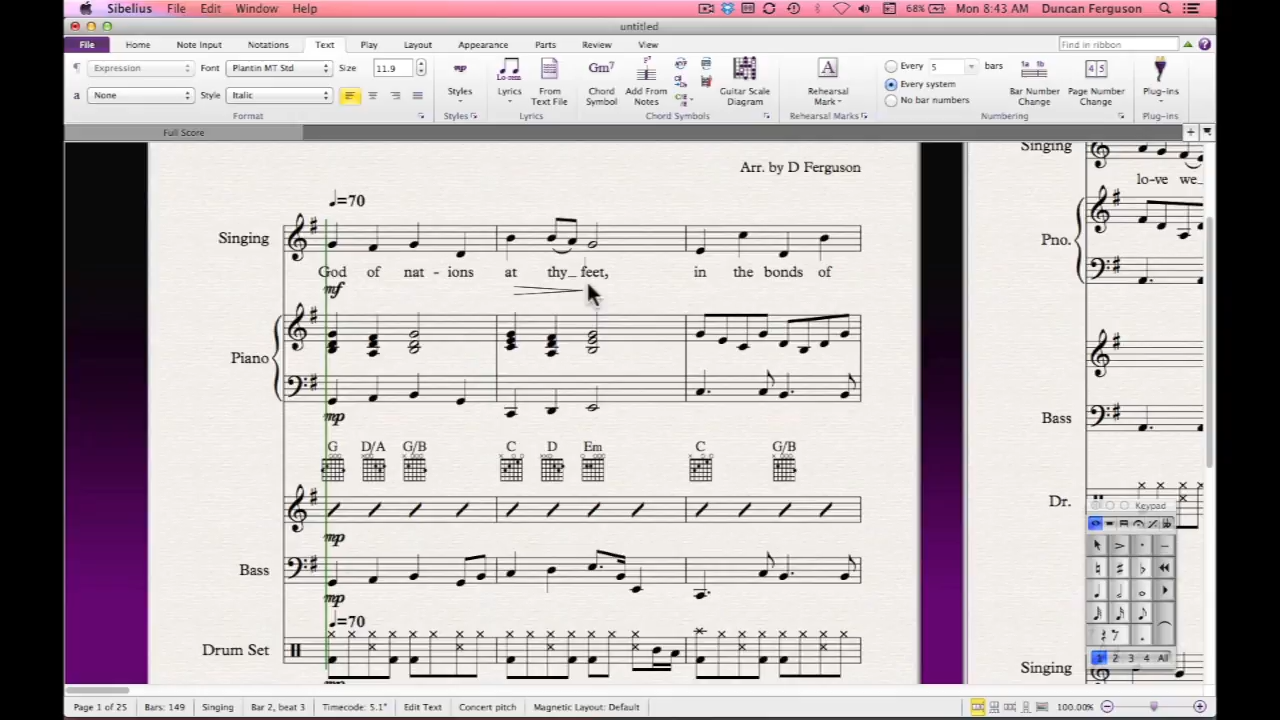 Sibelius File Edit Window Help 68% Mon 8:43 AM Duncan Ferguson
untitled
File Home Note Input Notations Text Play Layout Appearance Parts Review View Find in ribbon
Expression Font Plantin MT Std Size 11.9
a None Style Italic
Styles Lyrics From Text File Chord Symbol Add From Notes Guitar Scale Diagram Rehearsal Mark Every 5 bars Every system No bar numbers Bar Number Change Page Number Change Plug-ins
Format Styles Lyrics Chord Symbols Rehearsal Marks Numbering Plug-ins
Full Score
Arr. by D Ferguson
=70
Singing
God of nat - ions at thy_ feet, in the bonds of
mf
Piano
mp
G D/A G/B C D Em C G/B
mp
Bass
mp
=70
Drum Set
Singing
lo-ve we_
Pno.
Bass
Dr.
Keypad
1 2 3 4 All
Singing
Page 1 of 25 Bars: 149 Singing Bar 2, beat 3 Timecode: 5.1" Edit Text Concert pitch Magnetic Layout: Default 100.00%